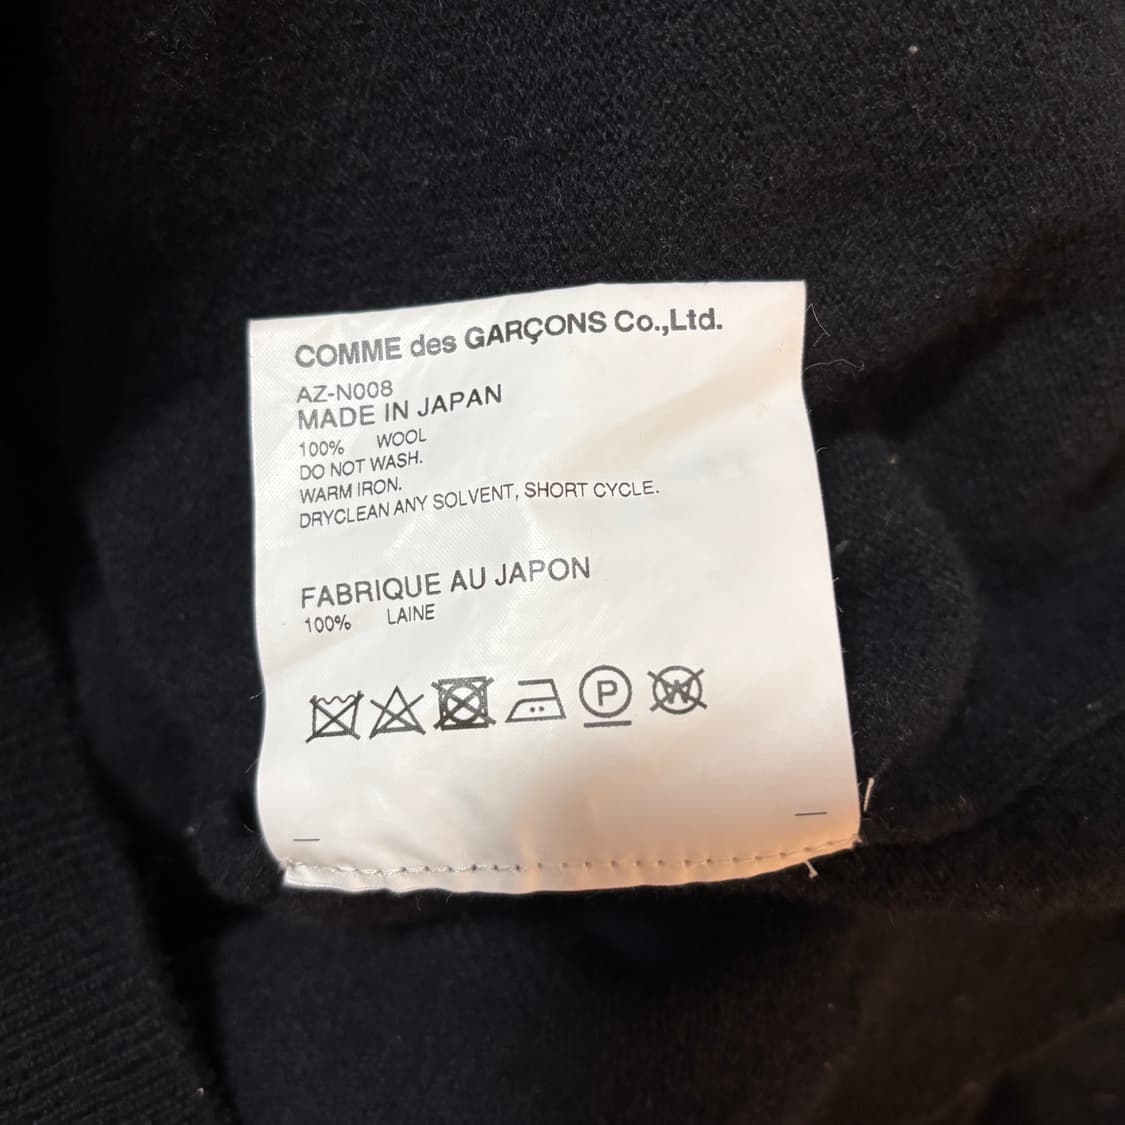 COMME des GARÇONS Co.,Ltd.
AZ-N008
MADE IN JAPAN
100% WOOL
DO NOT WASH.
WARM IRON.
DRYCLEAN ANY SOLVENT, SHORT CYCLE.
FABRIQUE AU JAPON
100% LAINE
P W